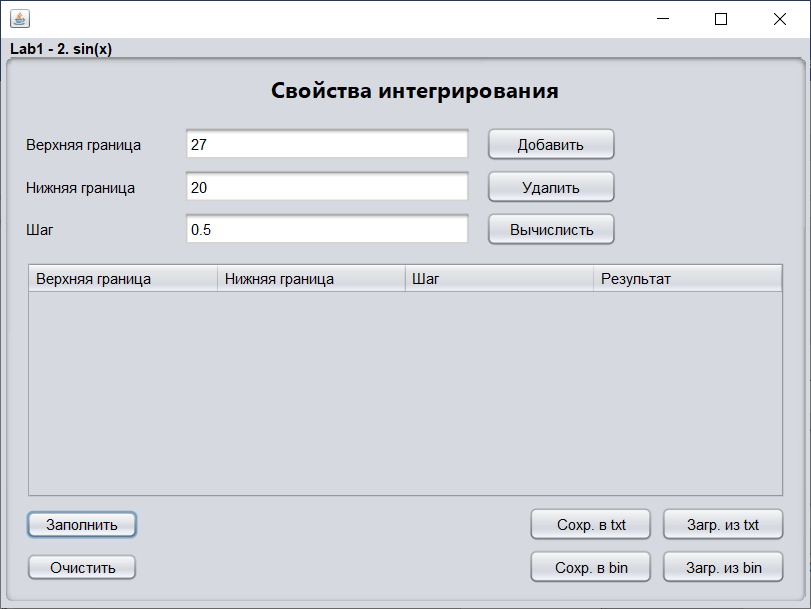 Lab1 - 2. sin(x)
Свойства интегрирования
Верхняя граница 27 Добавить
Нижняя граница 20 Удалить
Шаг 0.5 Вычислисть
Верхняя граница Нижняя граница Шаг Результат
Заполнить Сохр. в txt Загр. из txt
Очистить Сохр. в bin Загр. из bin